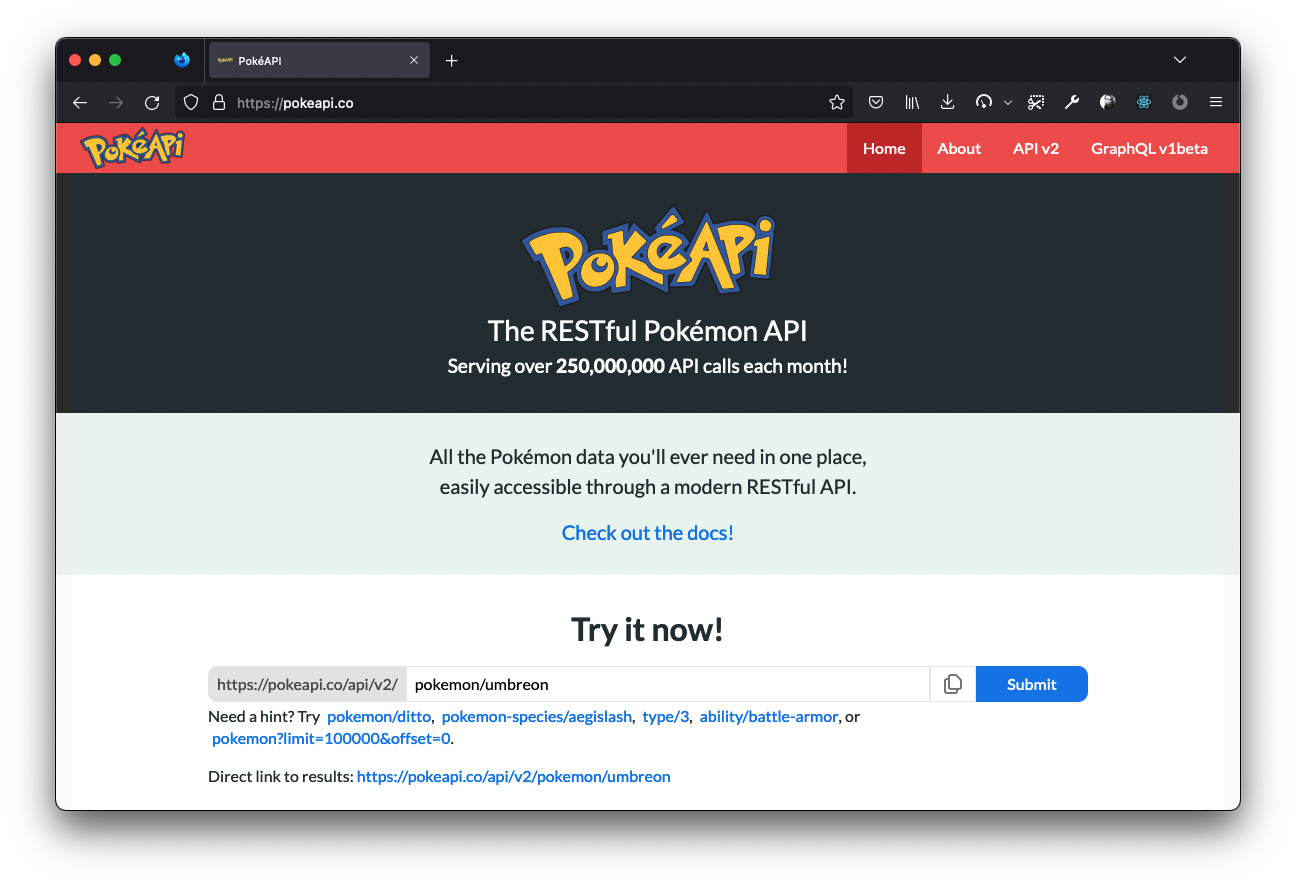 PokéAPI
https://pokeapi.co
PokéAPi
Home About API v2 GraphQL v1beta
PokéAPi
The RESTful Pokémon API
Serving over 250,000,000 API calls each month!
All the Pokémon data you'll ever need in one place,
easily accessible through a modern RESTful API.
Check out the docs!
Try it now!
https://pokeapi.co/api/v2/ pokemon/umbreon Submit
Need a hint? Try pokemon/ditto, pokemon-species/aegislash, type/3, ability/battle-armor, or
pokemon?limit=100000&offset=0.
Direct link to results: https://pokeapi.co/api/v2/pokemon/umbreon